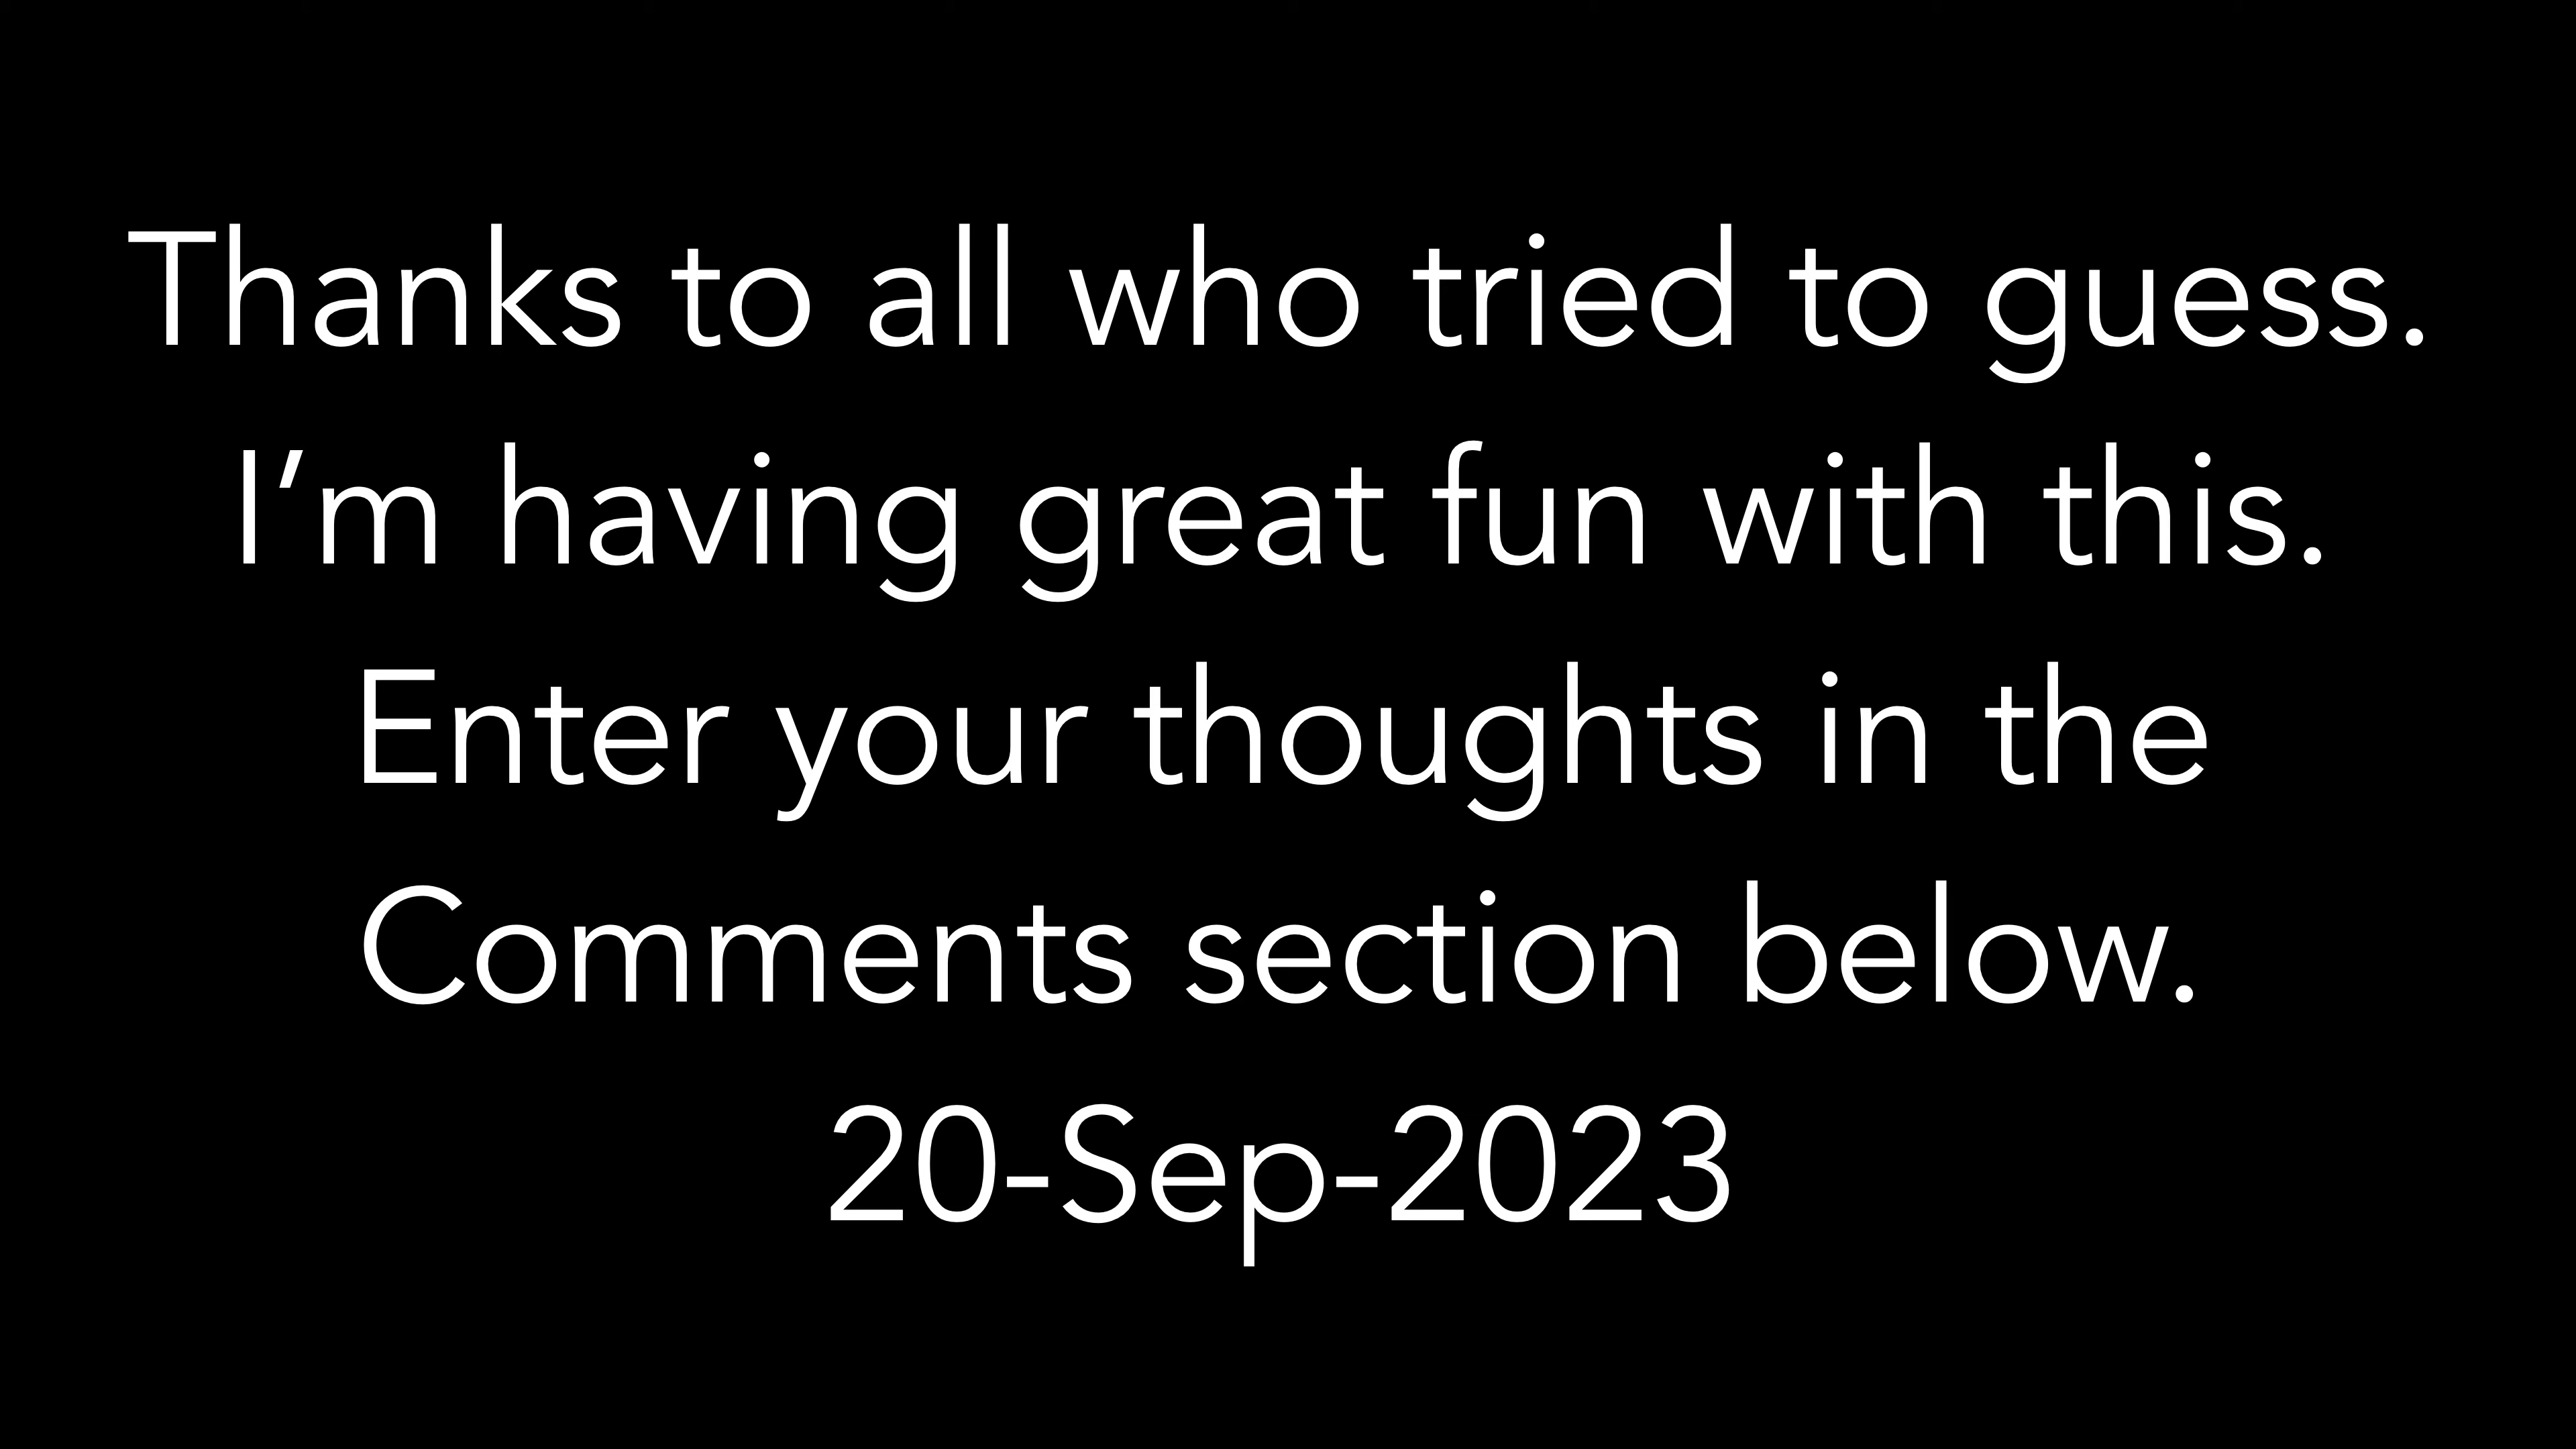 Thanks to all who tried to guess.
I’m having great fun with this.
Enter your thoughts in the
Comments section below.
20-Sep-2023